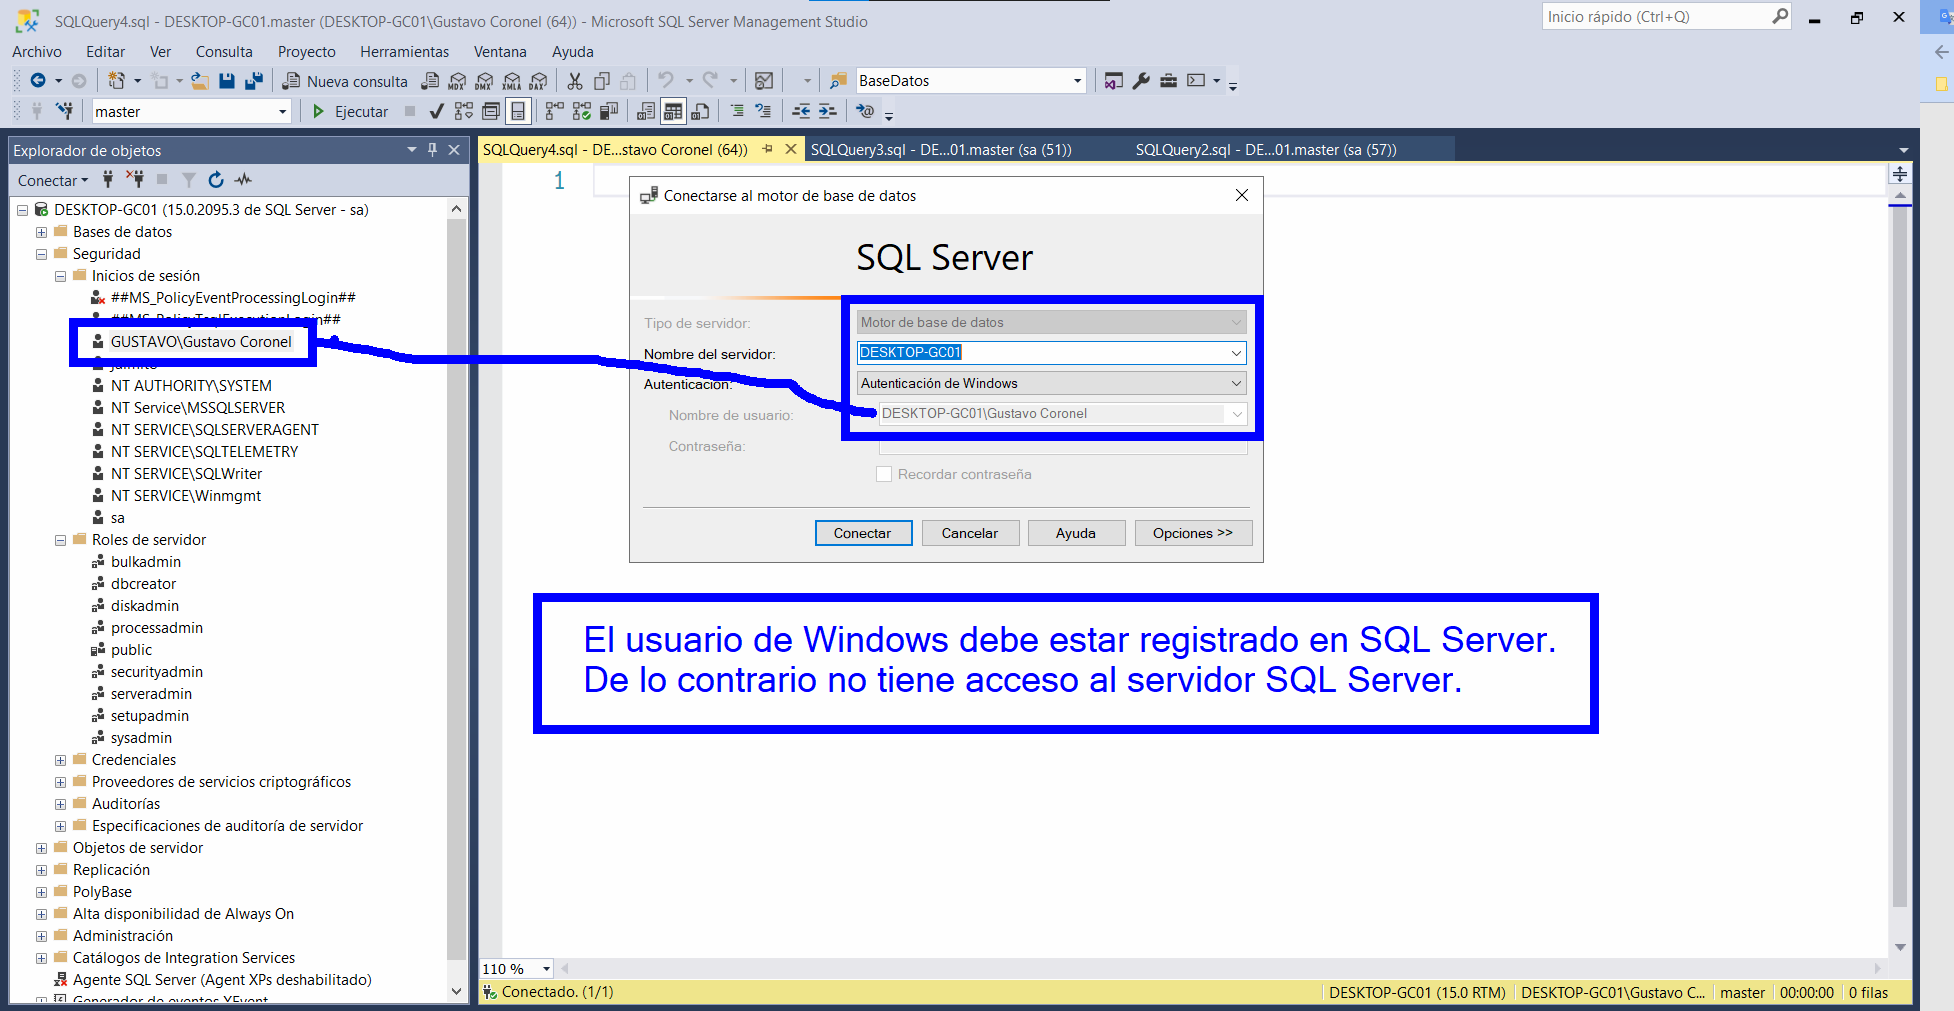 SQLQuery4.sql - DESKTOP-GC01.master (DESKTOP-GC01\Gustavo Coronel (64)) - Microsoft SQL Server Management Studio
Inicio rápido (Ctrl+Q)
Archivo Editar Ver Consulta Proyecto Herramientas Ventana Ayuda
Nueva consulta MDX DMX XMLA DAX BaseDatos
master Ejecutar
Explorador de objetos
Conectar
DESKTOP-GC01 (15.0.2095.3 de SQL Server - sa)
Bases de datos
Seguridad
Inicios de sesión
##MS_PolicyEventProcessingLogin##
##MS_PolicyTsqlExecutionLogin##
GUSTAVO\Gustavo Coronel
NT AUTHORITY\SYSTEM
NT Service\MSSQLSERVER
NT SERVICE\SQLSERVERAGENT
NT SERVICE\SQLTELEMETRY
NT SERVICE\SQLWriter
NT SERVICE\Winmgmt
sa
Roles de servidor
bulkadmin
dbcreator
diskadmin
processadmin
public
securityadmin
serveradmin
setupadmin
sysadmin
Credenciales
Proveedores de servicios criptográficos
Auditorías
Especificaciones de auditoría de servidor
Objetos de servidor
Replicación
PolyBase
Alta disponibilidad de Always On
Administración
Catálogos de Integration Services
Agente SQL Server (Agent XPs deshabilitado)
Generador de eventos XEvent
SQLQuery4.sql - DE...stavo Coronel (64)) SQLQuery3.sql - DE...01.master (sa (51)) SQLQuery2.sql - DE...01.master (sa (57))
1
Conectarse al motor de base de datos
SQL Server
Tipo de servidor: Motor de base de datos
Nombre del servidor: DESKTOP-GC01
Autenticación: Autenticación de Windows
Nombre de usuario: DESKTOP-GC01\Gustavo Coronel
Contraseña:
Recordar contraseña
Conectar Cancelar Ayuda Opciones >>
El usuario de Windows debe estar registrado en SQL Server.
De lo contrario no tiene acceso al servidor SQL Server.
110 %
Conectado. (1/1) DESKTOP-GC01 (15.0 RTM) DESKTOP-GC01\Gustavo C... master 00:00:00 0 filas